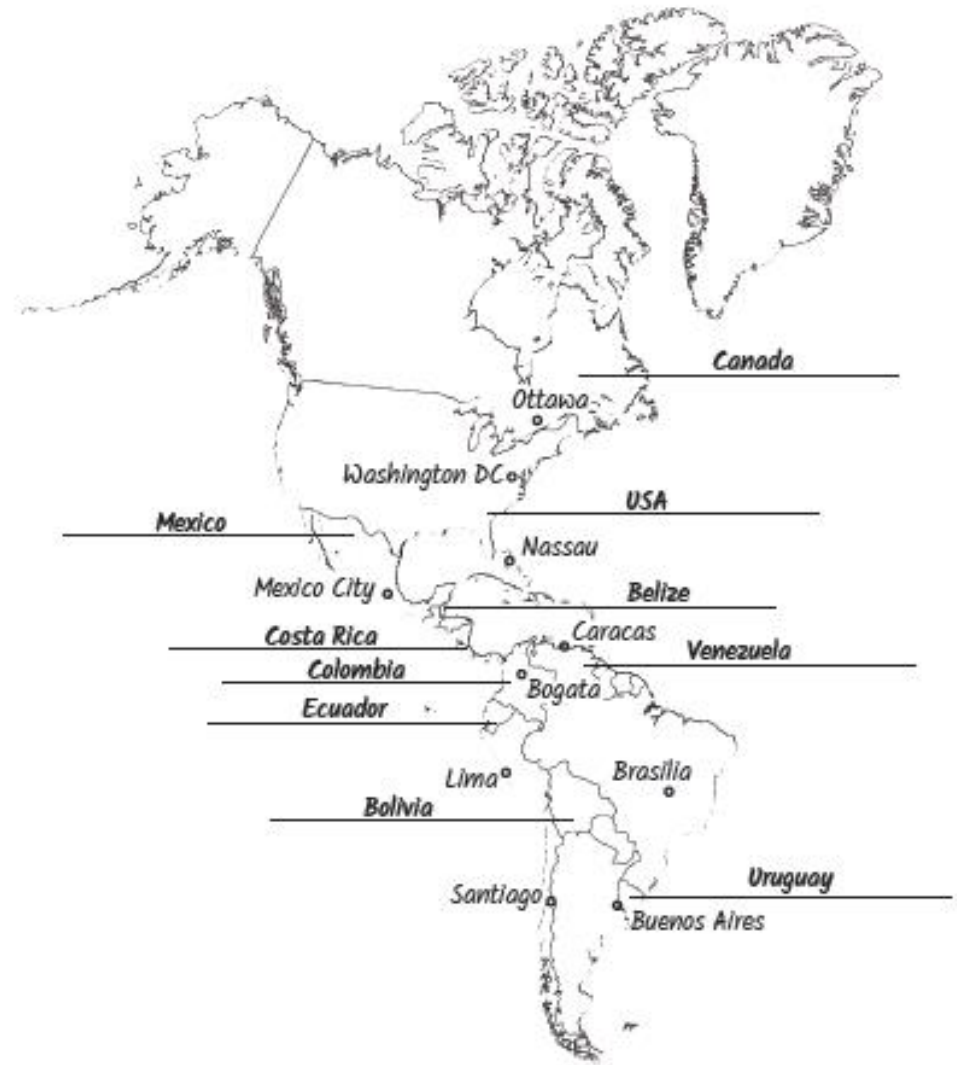 Canada
Ottawa
Washington DC
USA
Mexico
Nassau
Mexico City
Belize
Costa Rica
Caracas
Venezuela
Colombia
Bogata
Ecuador
Lima
Brasilia
Bolivia
Uruguay
Santiago
Buenos Aires